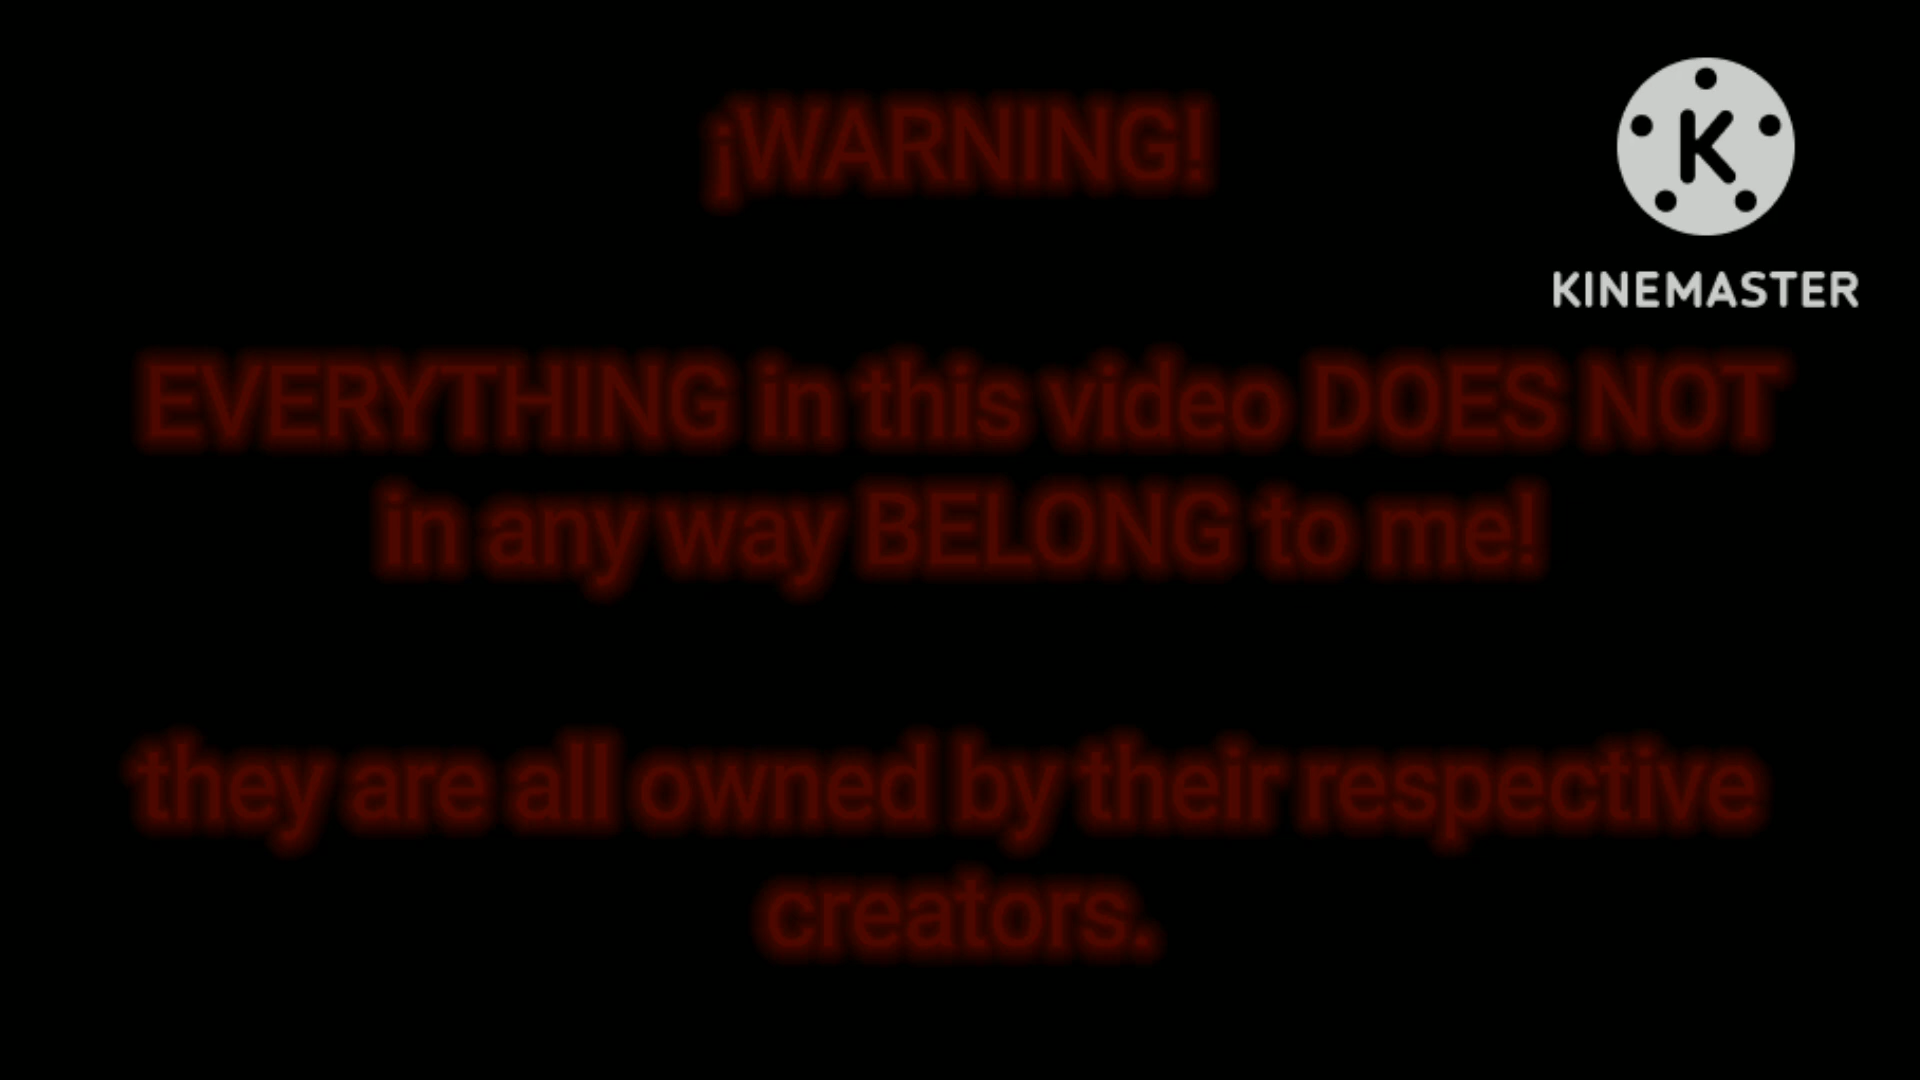 ¡WARNING!
K
KINEMASTER
EVERYTHING in this video DOES NOT
in any way BELONG to me!
they are all owned by their respective
creators.